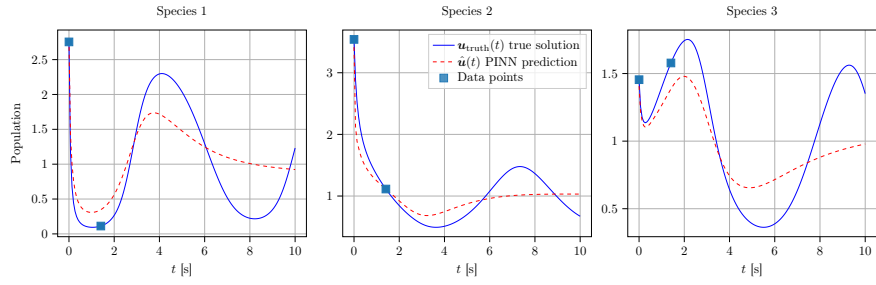 Species 1
Species 2
Species 3
Population
2.5
2
1.5
1
0.5
0
0 2 4 6 8 10
t [s]
3
2
1
0 2 4 6 8 10
t [s]
u_truth(t) true solution
û(t) PINN prediction
Data points
1.5
1
0.5
0 2 4 6 8 10
t [s]